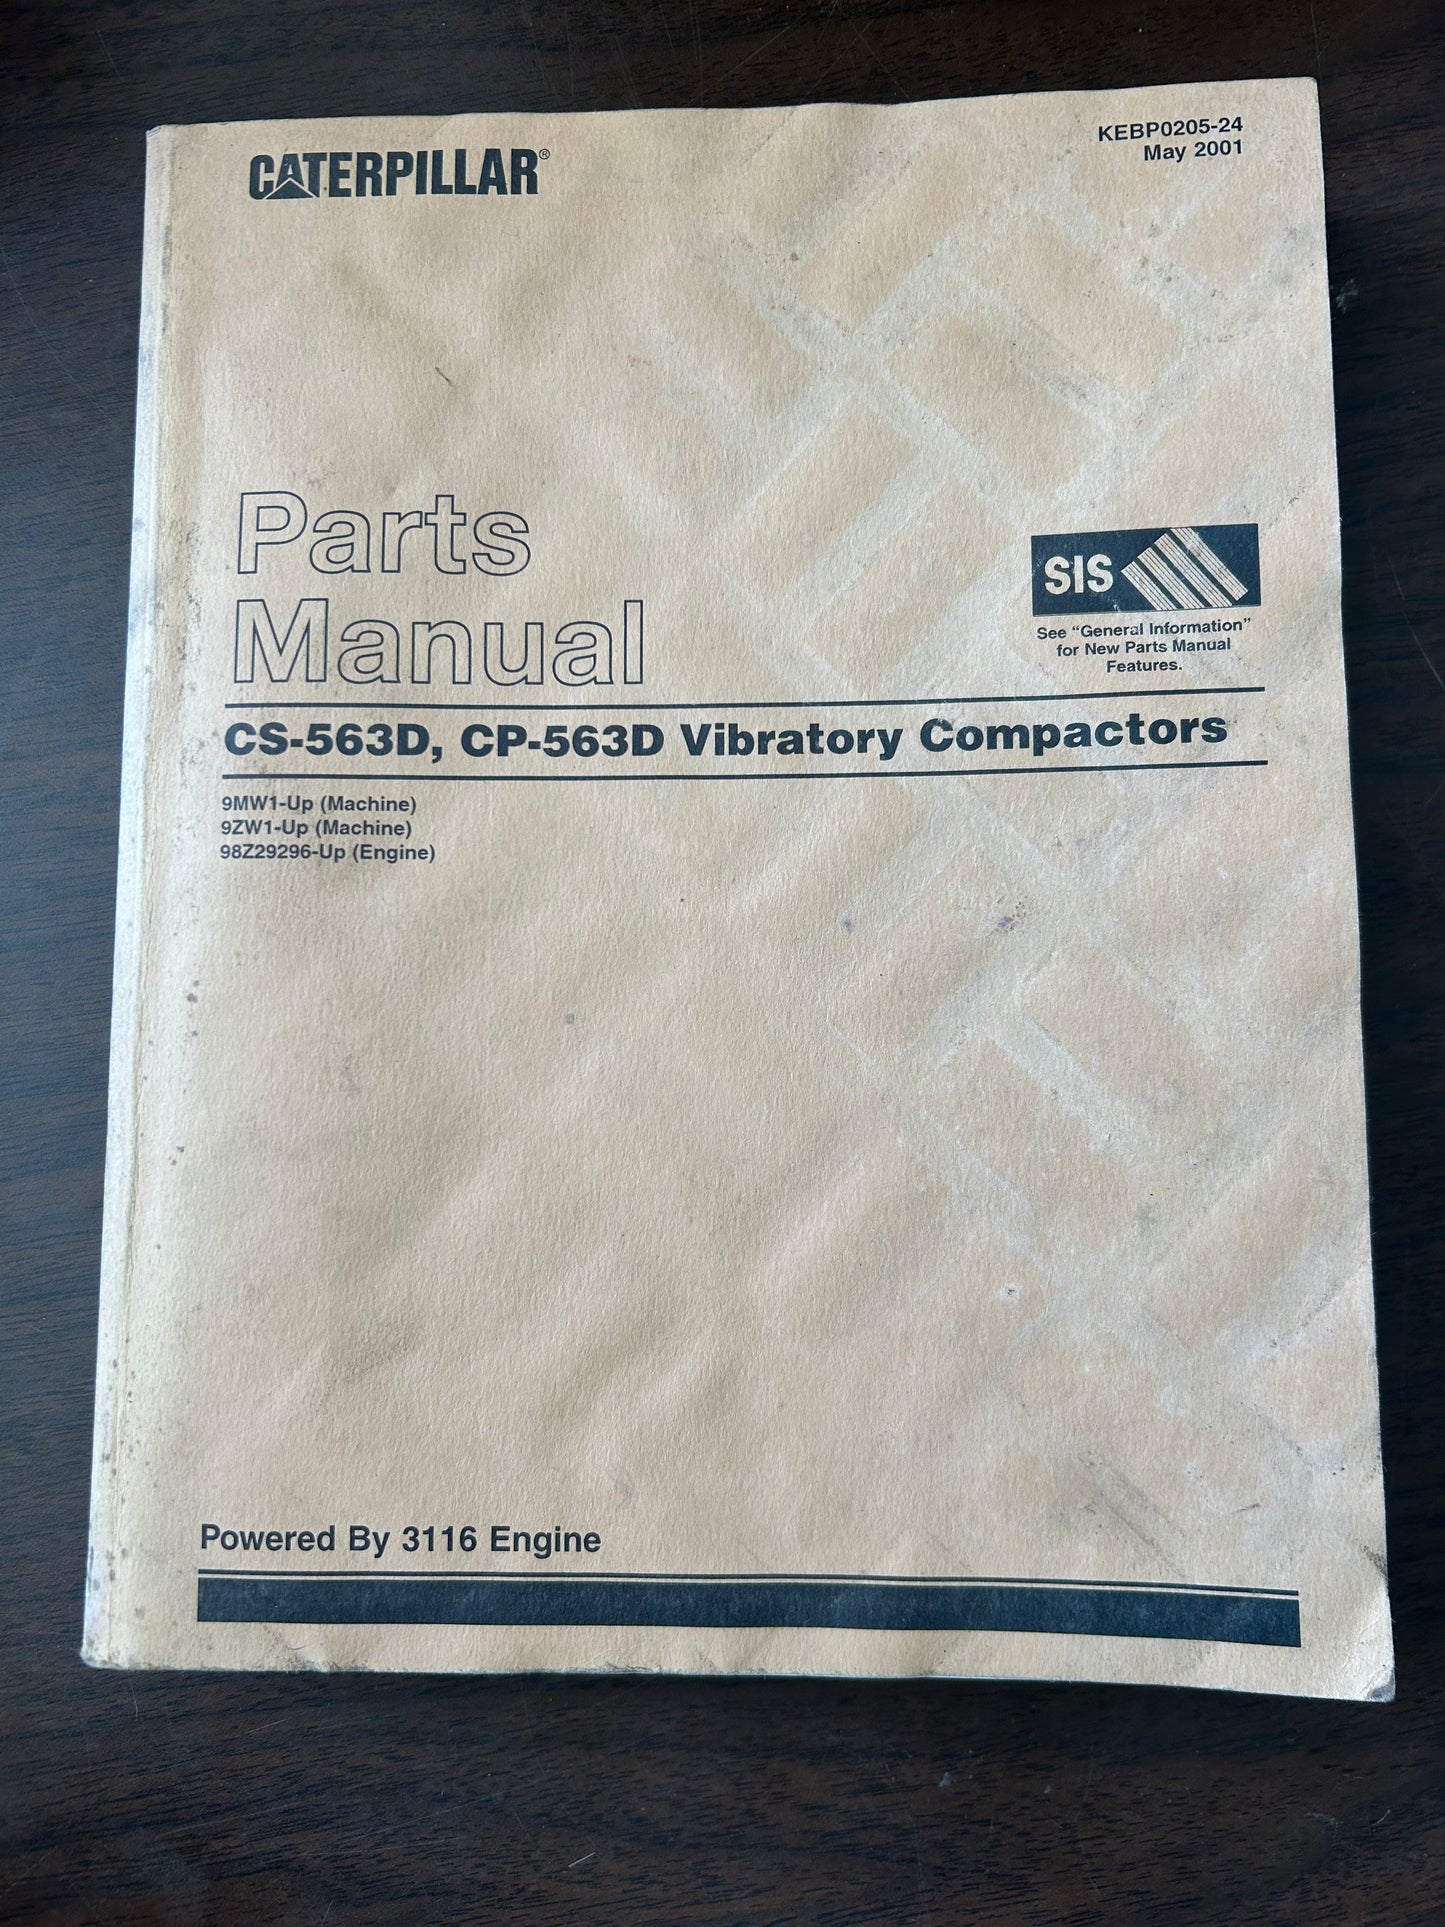 CATERPILLAR®
KEBP0205-24
May 2001
Parts
Manual
SIS
See “General Information”
for New Parts Manual
Features.
CS-563D, CP-563D Vibratory Compactors
9MW1-Up (Machine)
9ZW1-Up (Machine)
98Z29296-Up (Engine)
Powered By 3116 Engine